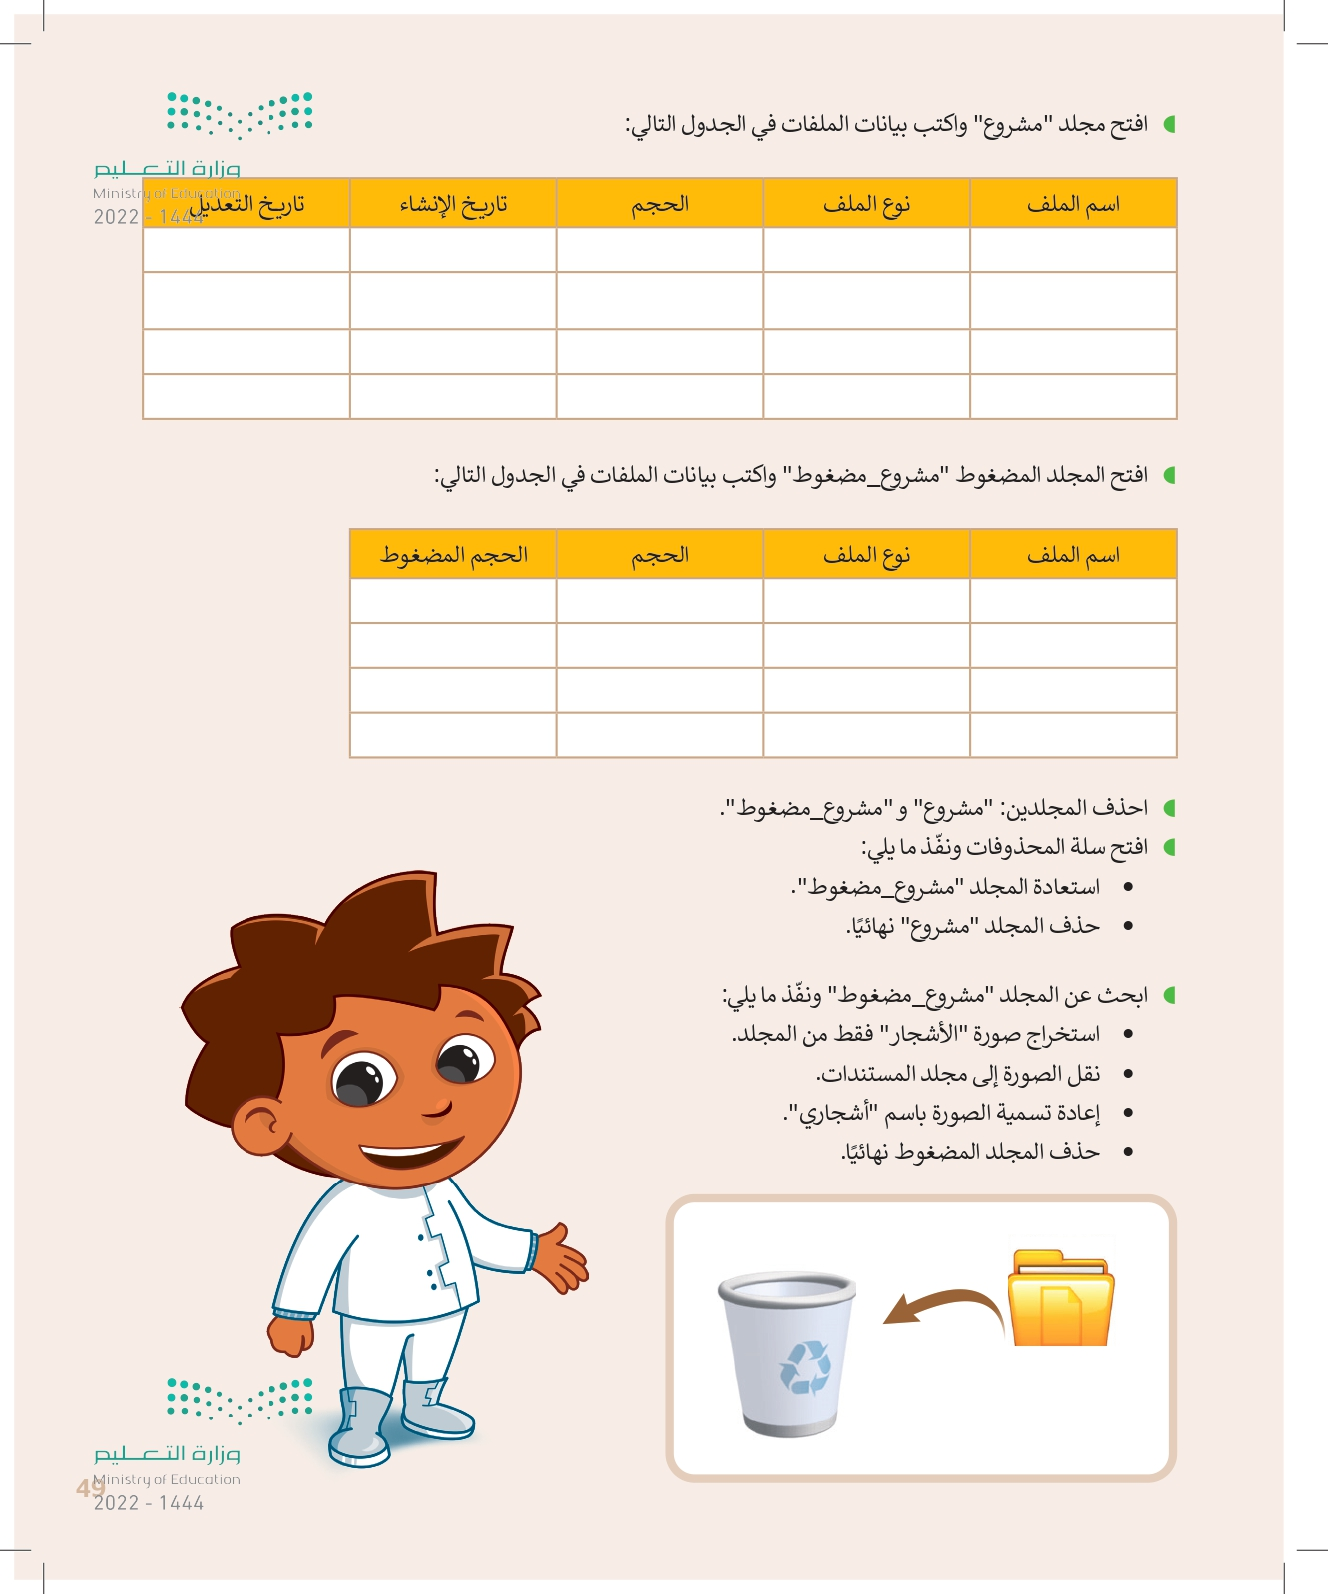 افتح مجلد "مشروع" واكتب بيانات الملفات في الجدول التالي:
وزارة التعليم
Ministry of Education
2022 - 1444
اسم الملف نوع الملف الحجم تاريخ الإنشاء تاريخ التعديل
افتح المجلد المضغوط "مشروع_مضغوط" واكتب بيانات الملفات في الجدول التالي:
اسم الملف نوع الملف الحجم الحجم المضغوط
احذف المجلدين: "مشروع" و "مشروع_مضغوط".
افتح سلة المحذوفات ونفّذ ما يلي:
• استعادة المجلد "مشروع_مضغوط".
• حذف المجلد "مشروع" نهائيًا.
ابحث عن المجلد "مشروع_مضغوط" ونفّذ ما يلي:
• استخراج صورة "الأشجار" فقط من المجلد.
• نقل الصورة إلى مجلد المستندات.
• إعادة تسمية الصورة باسم "أشجاري".
• حذف المجلد المضغوط نهائيًا.
وزارة التعليم
Ministry of Education
49
2022 - 1444